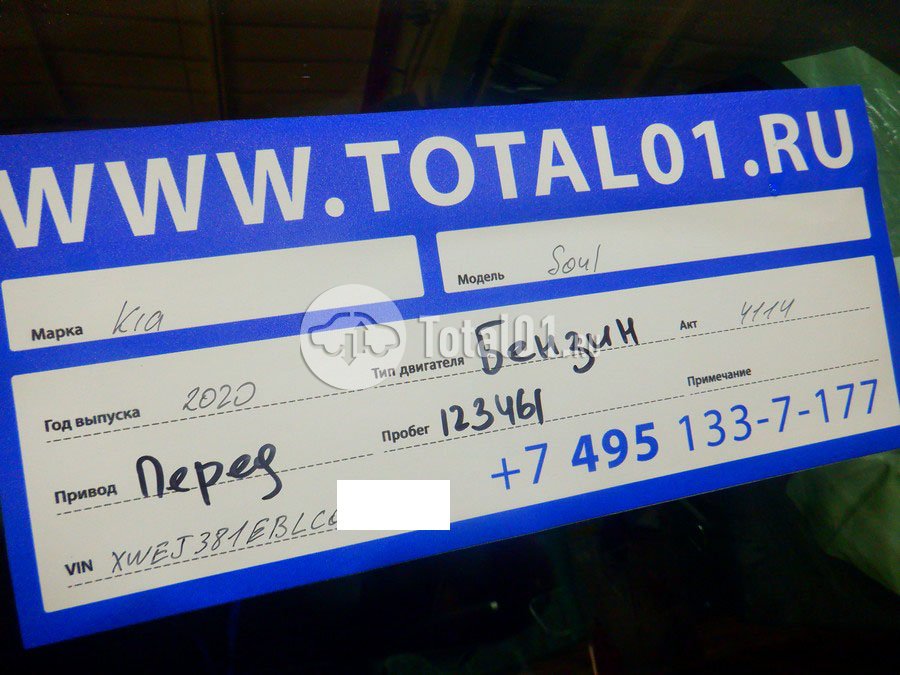 WWW.TOTAL01.RU
Марка Kia Модель Soul
Год выпуска 2020 Тип двигателя Бензин Акт 4114
Привод Перед Пробег 123461 Примечание
+7 495 133-7-177
VIN XWEJ381EBLC
Total01.ru